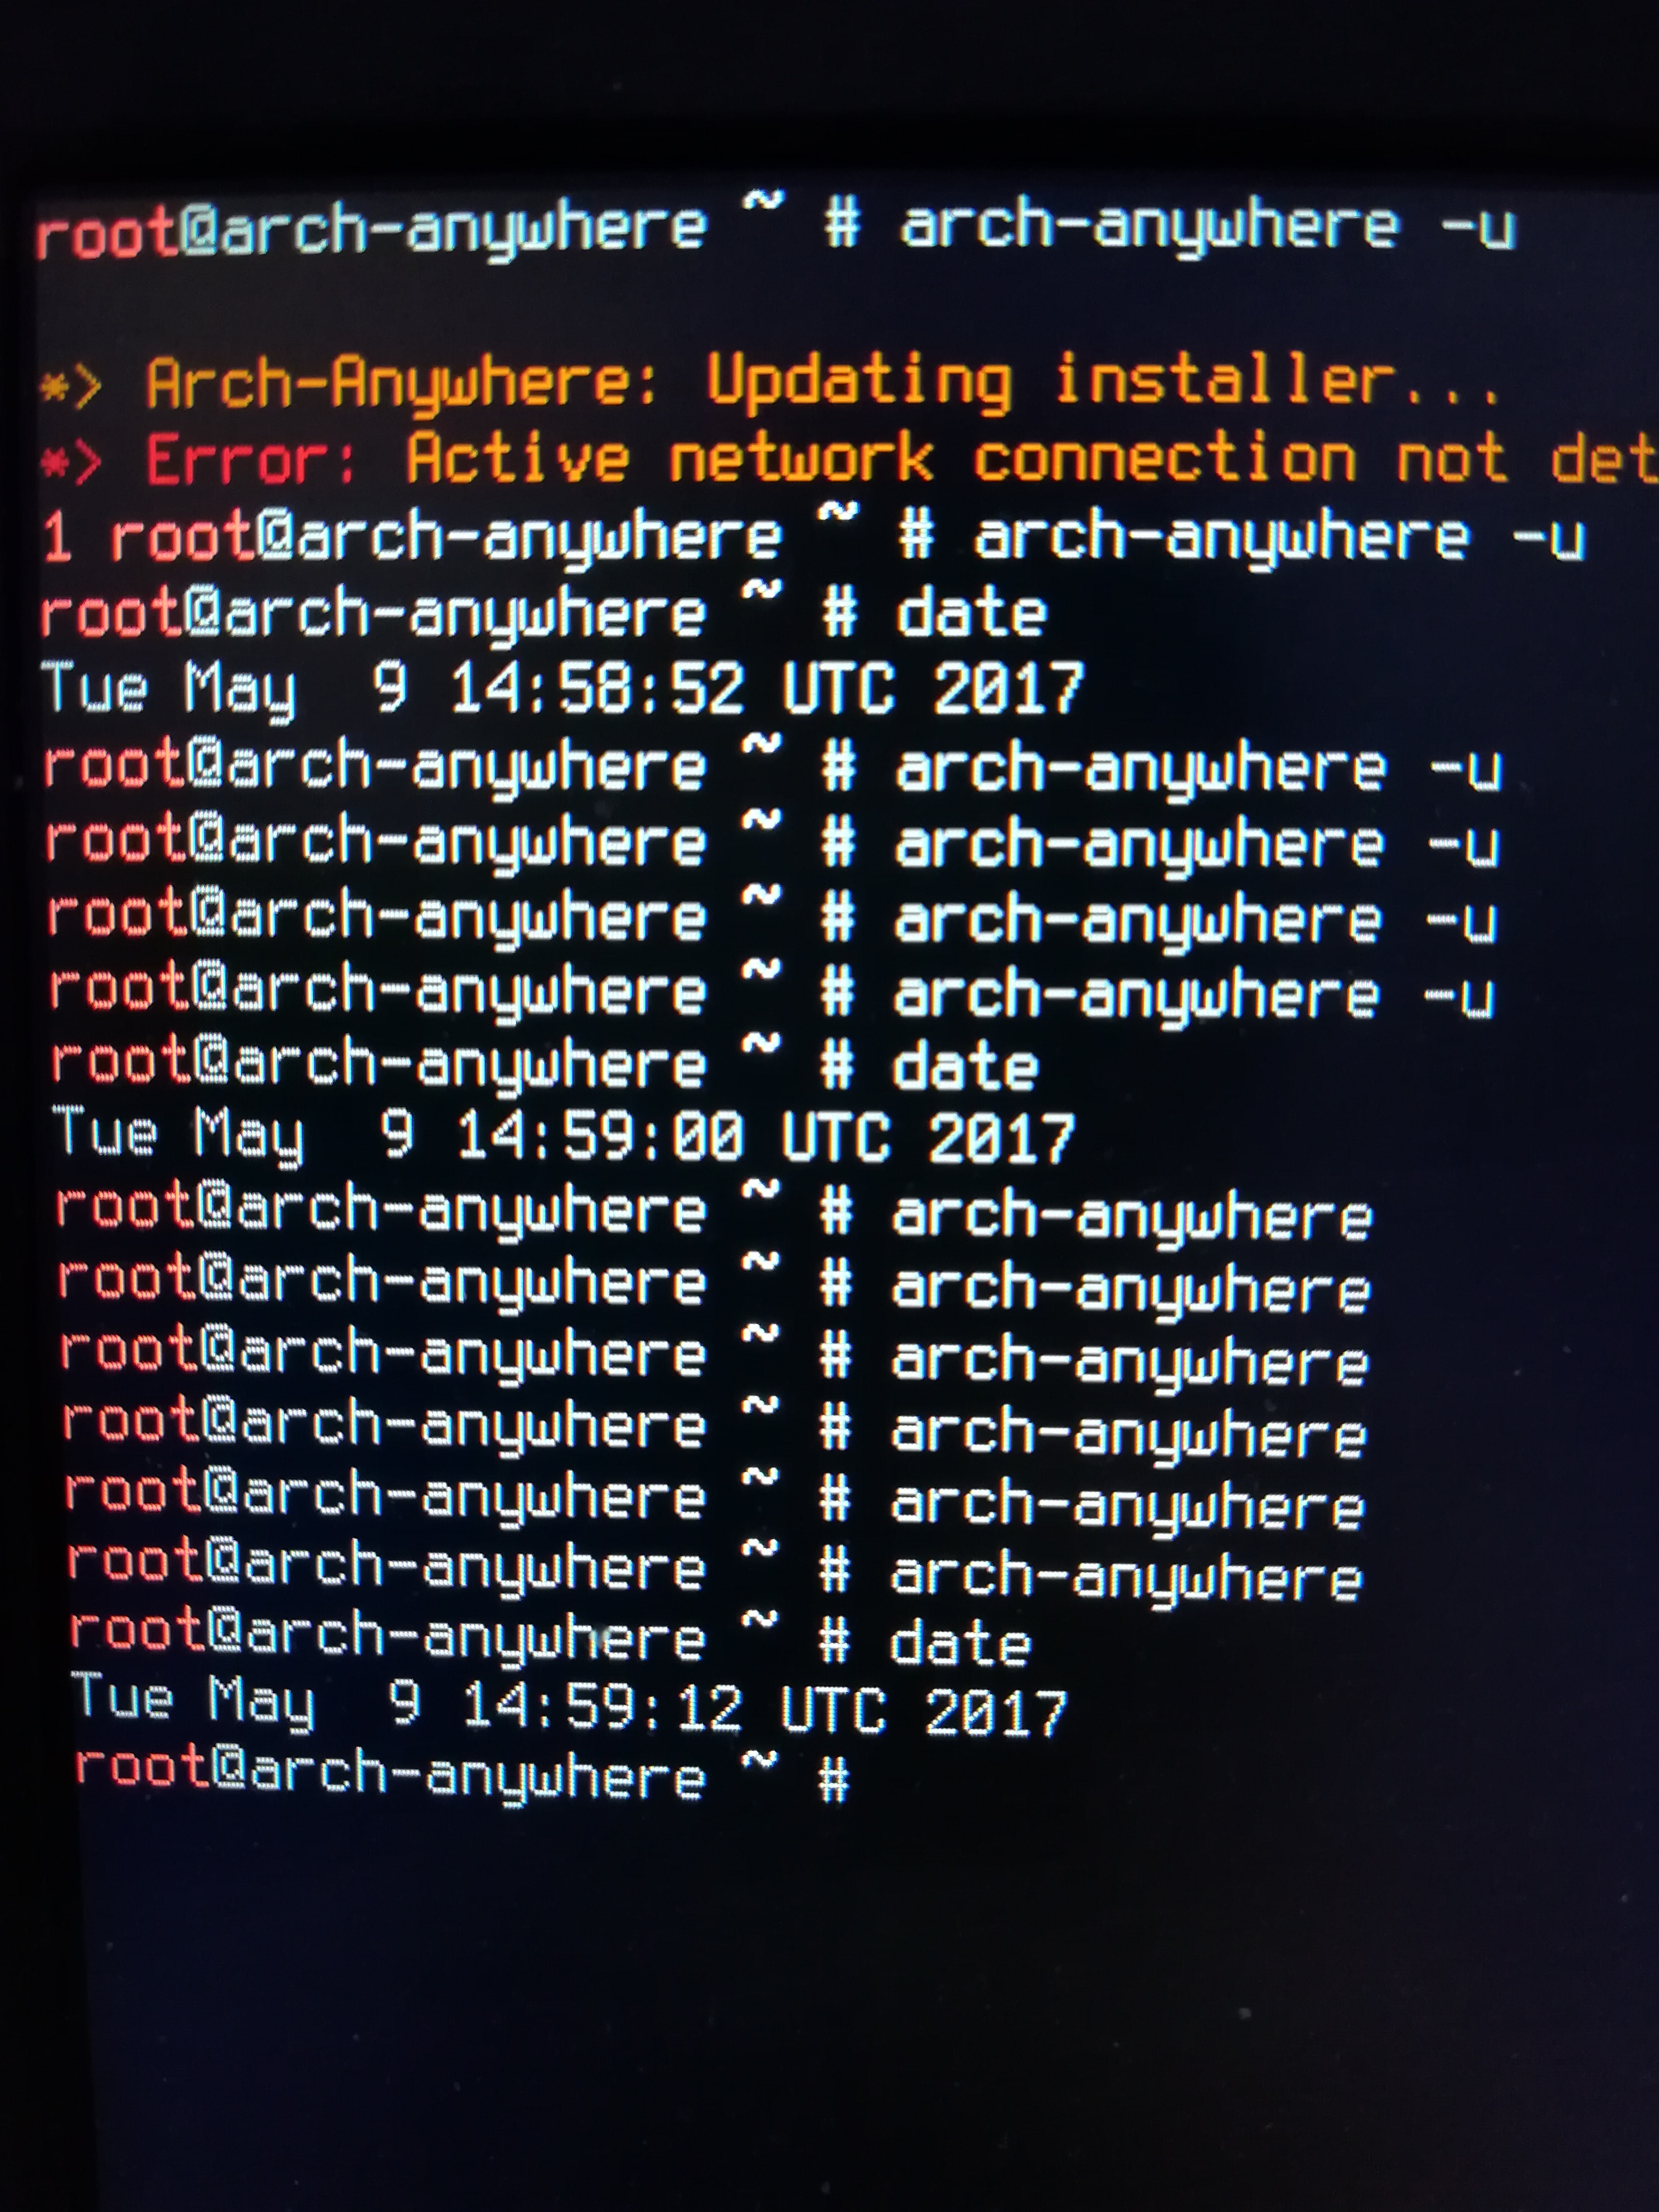 root@arch-anywhere ~ # arch-anywhere -u
*> Arch-Anywhere: Updating installer...
*> Error: Active network connection not det
1 root@arch-anywhere ~ # arch-anywhere -u
root@arch-anywhere ~ # date
Tue May  9 14:58:52 UTC 2017
root@arch-anywhere ~ # arch-anywhere -u
root@arch-anywhere ~ # arch-anywhere -u
root@arch-anywhere ~ # arch-anywhere -u
root@arch-anywhere ~ # arch-anywhere -u
root@arch-anywhere ~ # date
Tue May  9 14:59:00 UTC 2017
root@arch-anywhere ~ # arch-anywhere
root@arch-anywhere ~ # arch-anywhere
root@arch-anywhere ~ # arch-anywhere
root@arch-anywhere ~ # arch-anywhere
root@arch-anywhere ~ # arch-anywhere
root@arch-anywhere ~ # arch-anywhere
root@arch-anywhere ~ # date
Tue May  9 14:59:12 UTC 2017
root@arch-anywhere ~ #